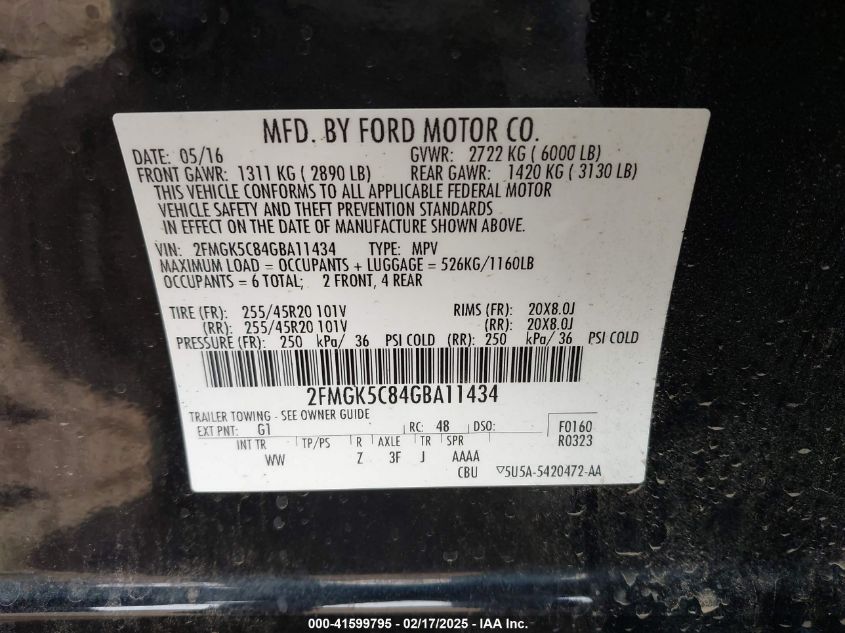 MFD. BY FORD MOTOR CO.
DATE: 05/16 GVWR: 2722 KG ( 6000 LB)
FRONT GAWR: 1311 KG ( 2890 LB) REAR GAWR: 1420 KG ( 3130 LB)
THIS VEHICLE CONFORMS TO ALL APPLICABLE FEDERAL MOTOR
VEHICLE SAFETY AND THEFT PREVENTION STANDARDS
IN EFFECT ON THE DATE OF MANUFACTURE SHOWN ABOVE.
VIN: 2FMGK5C84GBA11434 TYPE: MPV
MAXIMUM LOAD = OCCUPANTS + LUGGAGE = 526KG/1160LB
OCCUPANTS = 6 TOTAL; 2 FRONT, 4 REAR
TIRE (FR): 255/45R20 101V RIMS (FR): 20X8.0J
(RR): 255/45R20 101V (RR): 20X8.0J
PRESSURE (FR): 250 kPa/ 36 PSI COLD (RR): 250 kPa/ 36 PSI COLD
2FMGK5C84GBA11434
TRAILER TOWING - SEE OWNER GUIDE
EXT PNT: G1 RC: 48 DSO: F0160
INT TR TP/PS R AXLE TR SPR R0323
WW Z 3F J AAAA
CBU ▽5U5A-5420472-AA
000-41599795 - 02/17/2025 - IAA Inc.